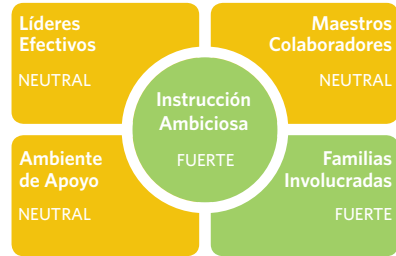 Líderes
Efectivos
NEUTRAL
Maestros
Colaboradores
NEUTRAL
Instrucción
Ambiciosa
FUERTE
Ambiente
de Apoyo
NEUTRAL
Familias
Involucradas
FUERTE